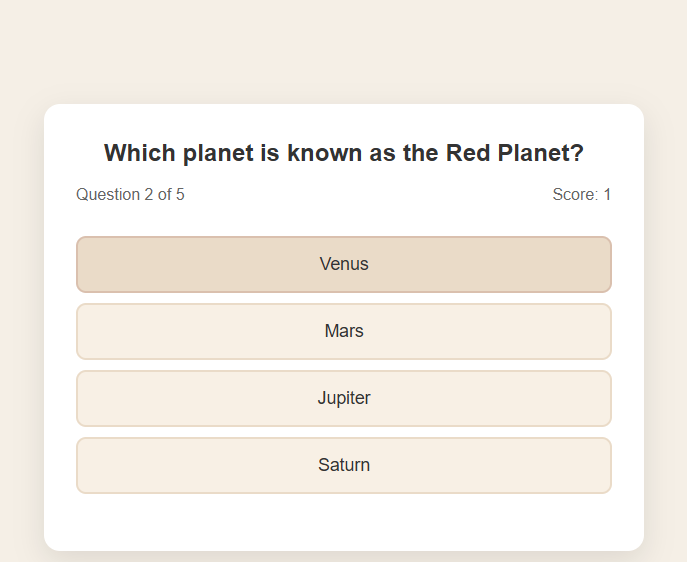 Which planet is known as the Red Planet?
Question 2 of 5 Score: 1
Venus
Mars
Jupiter
Saturn